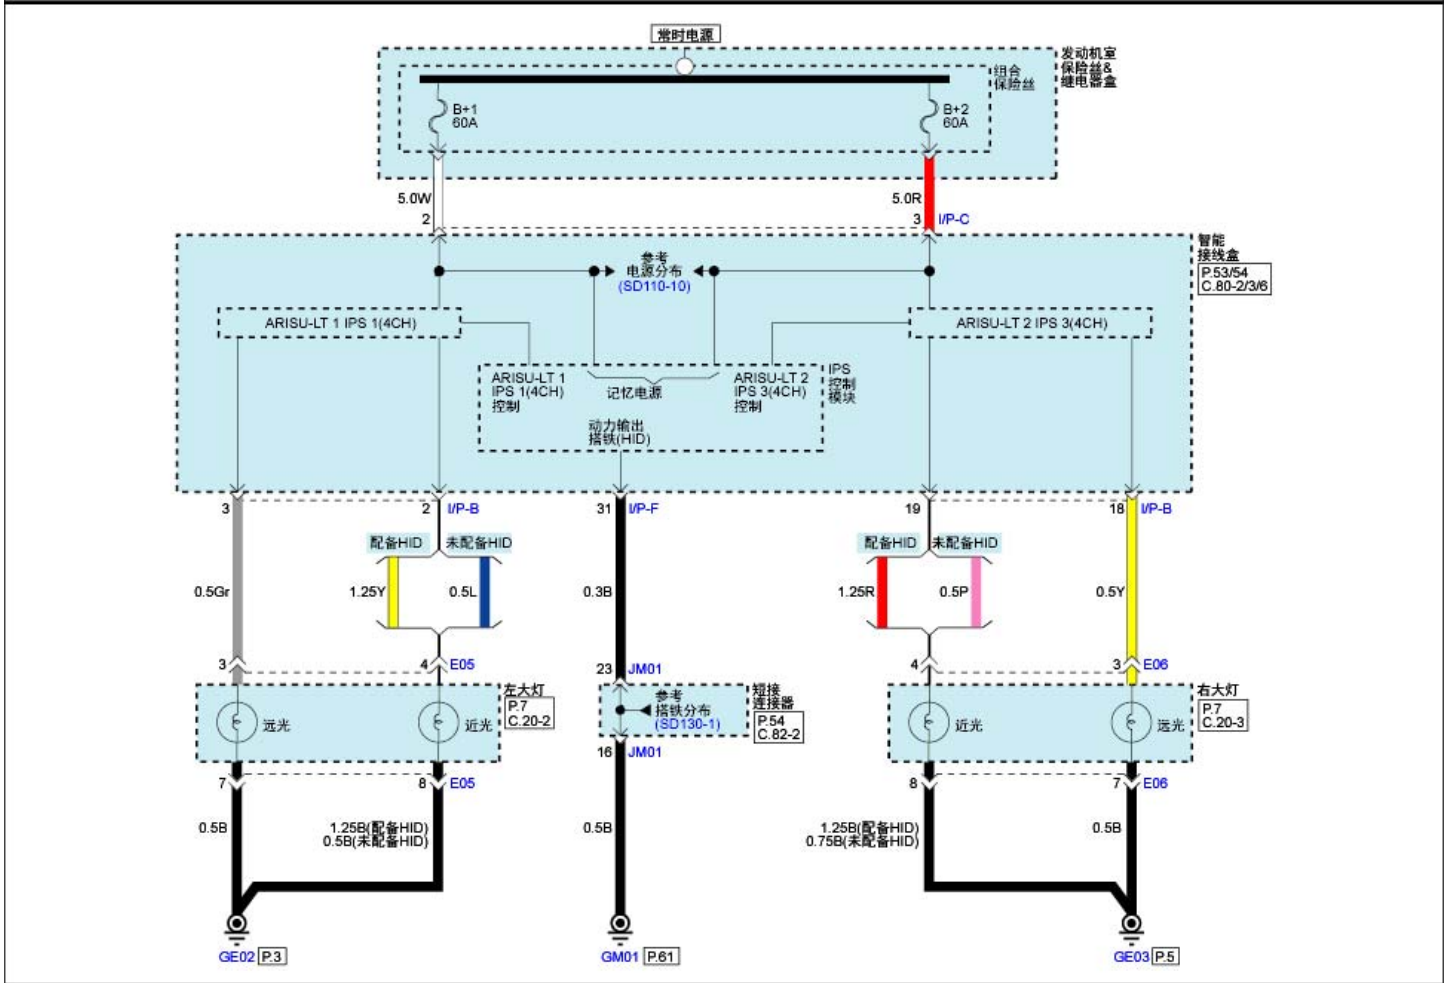 常时电源
发动机室
保险丝&
继电器盒
组合
保险丝
B+1
60A
B+2
60A
5.0W
5.0R
2
3
I/P-C
智能
接线盒
P.53/54
C.80-2/3/6
参考
电源分布
(SD110-10)
ARISU-LT 1 IPS 1(4CH)
ARISU-LT 2 IPS 3(4CH)
ARISU-LT 1
IPS 1(4CH)
控制
记忆电源
ARISU-LT 2
IPS 3(4CH)
控制
IPS
控制
模块
动力输出
搭铁(HID)
3
2
I/P-B
31
I/P-F
19
18
I/P-B
配备HID
未配备HID
配备HID
未配备HID
0.5Gr
1.25Y
0.5L
0.3B
1.25R
0.5P
0.5Y
3
4
E05
23
JM01
4
3
E06
左大灯
P.7
C.20-2
远光
近光
参考
搭铁分布
(SD130-1)
短接
连接器
P.54
C.82-2
右大灯
P.7
C.20-3
近光
远光
7
8
E05
16
JM01
8
7
E06
0.5B
1.25B(配备HID)
0.5B(未配备HID)
0.5B
1.25B(配备HID)
0.75B(未配备HID)
0.5B
GE02
P.3
GM01
P.61
GE03
P.5